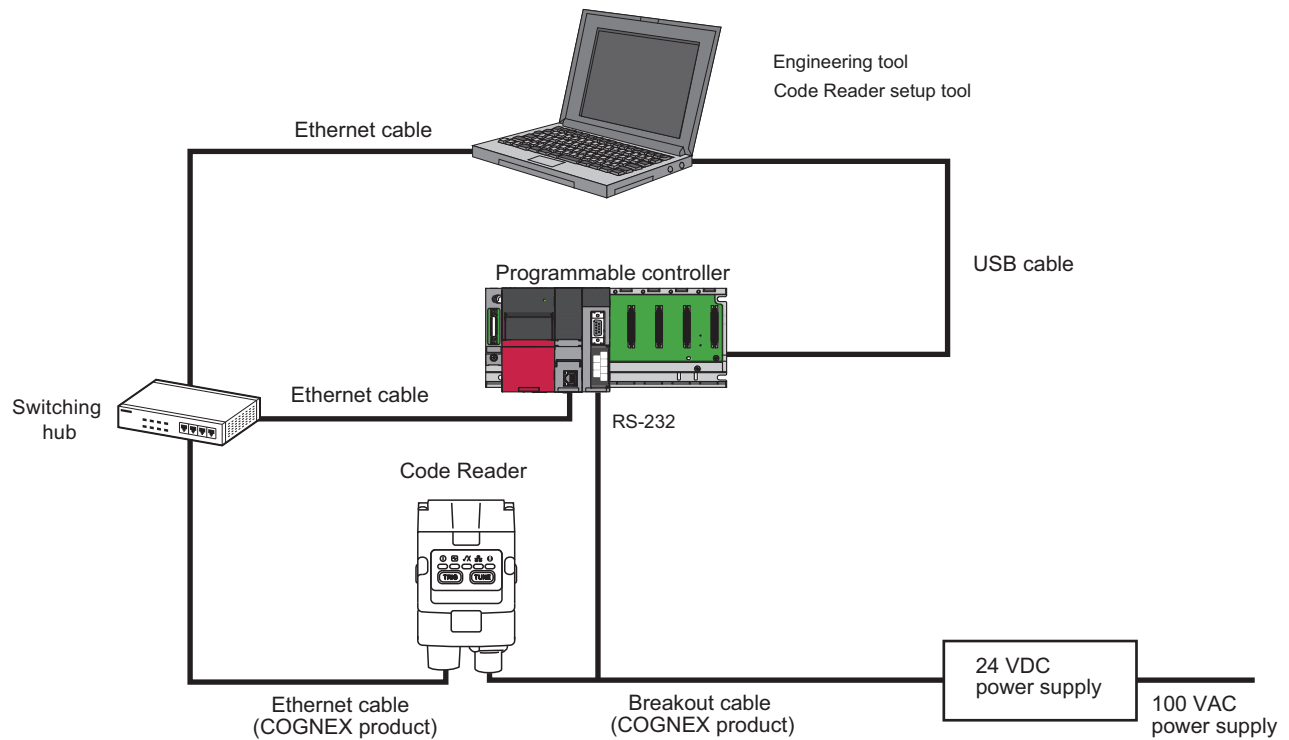 Engineering tool
Code Reader setup tool
Ethernet cable
USB cable
Programmable controller
Ethernet cable
Switching
hub
RS-232
Code Reader
TRIG TUNE
24 VDC
power supply
Ethernet cable
(COGNEX product)
Breakout cable
(COGNEX product)
100 VAC
power supply